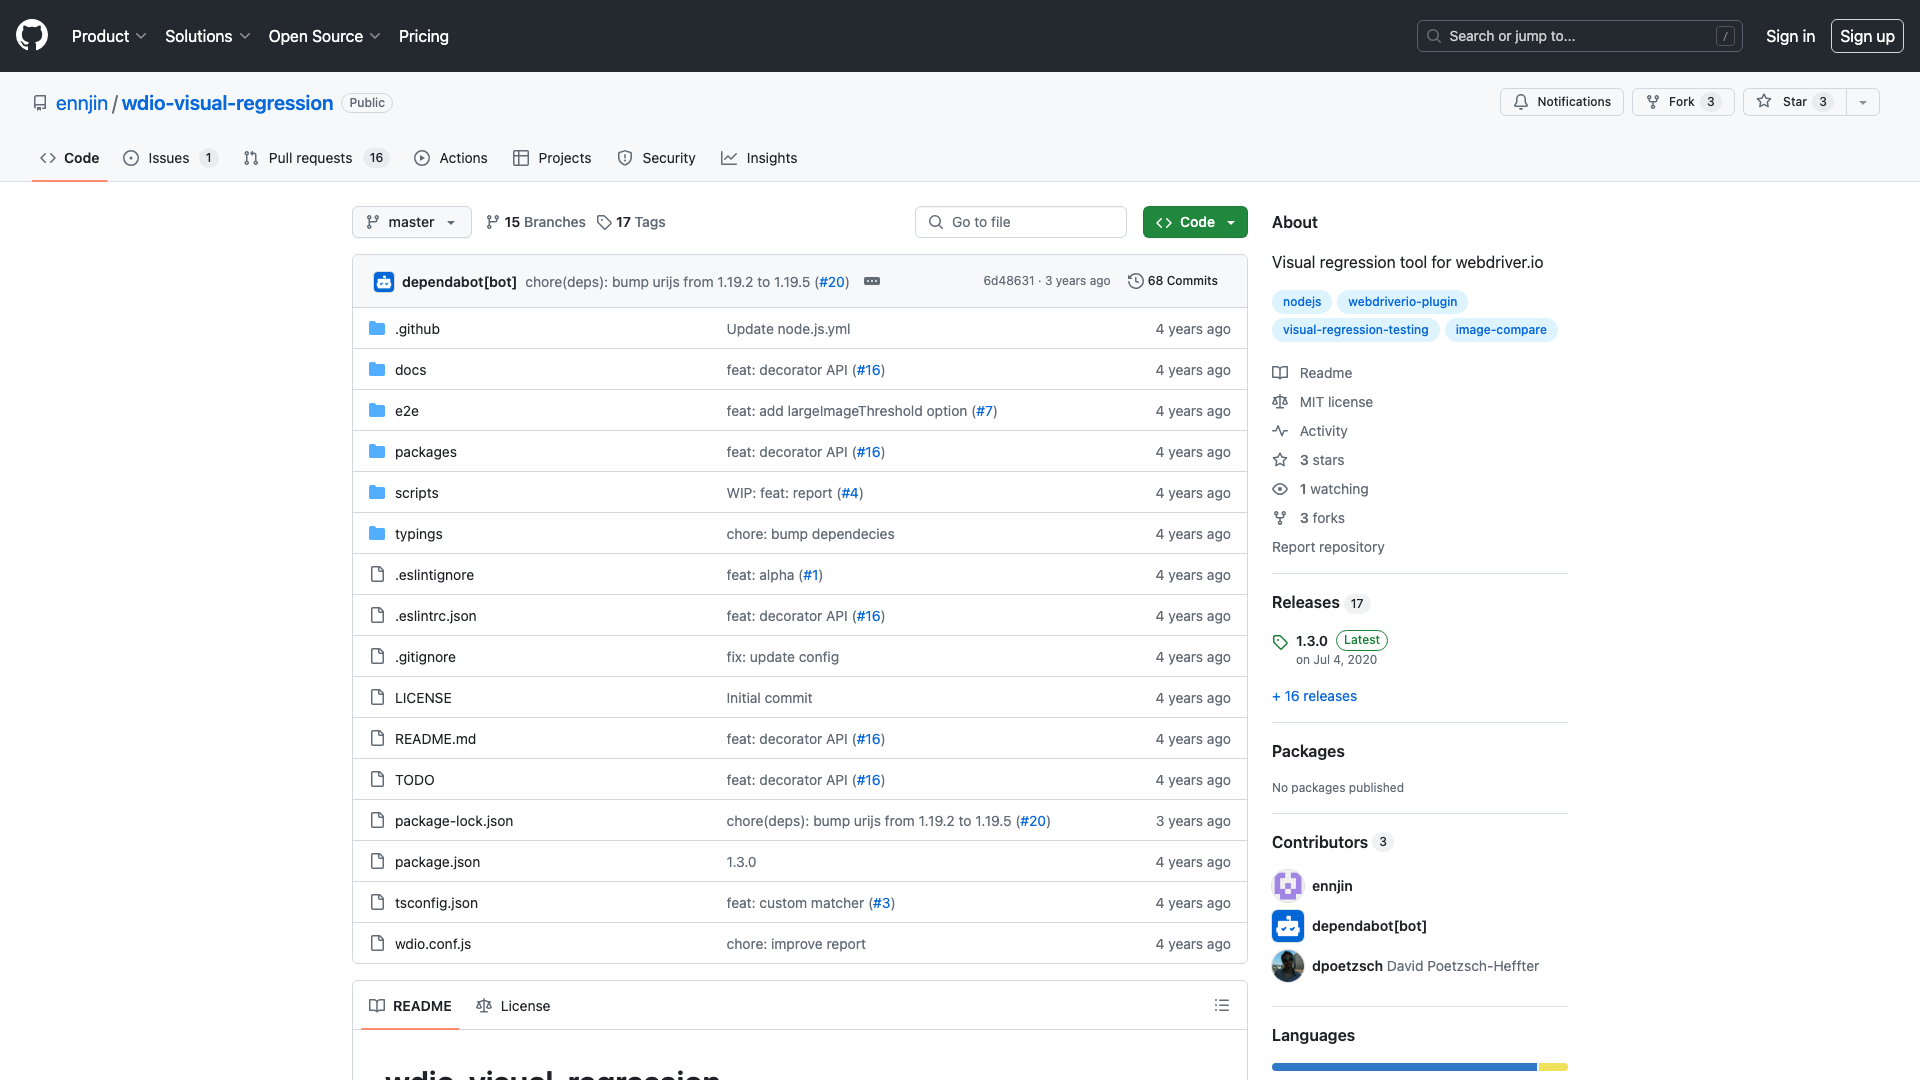 Product Solutions Open Source Pricing Search or jump to... / Sign in Sign up
ennjin / wdio-visual-regression Public Notifications Fork 3 Star 3
Code Issues 1 Pull requests 16 Actions Projects Security Insights
master 15 Branches 17 Tags Go to file Code
dependabot[bot] chore(deps): bump urijs from 1.19.2 to 1.19.5 (#20) 6d48631 · 3 years ago 68 Commits
.github Update node.js.yml 4 years ago
docs feat: decorator API (#16) 4 years ago
e2e feat: add largeImageThreshold option (#7) 4 years ago
packages feat: decorator API (#16) 4 years ago
scripts WIP: feat: report (#4) 4 years ago
typings chore: bump dependecies 4 years ago
.eslintignore feat: alpha (#1) 4 years ago
.eslintrc.json feat: decorator API (#16) 4 years ago
.gitignore fix: update config 4 years ago
LICENSE Initial commit 4 years ago
README.md feat: decorator API (#16) 4 years ago
TODO feat: decorator API (#16) 4 years ago
package-lock.json chore(deps): bump urijs from 1.19.2 to 1.19.5 (#20) 3 years ago
package.json 1.3.0 4 years ago
tsconfig.json feat: custom matcher (#3) 4 years ago
wdio.conf.js chore: improve report 4 years ago
README License
wdio-visual-regression
About
Visual regression tool for webdriver.io
nodejs webdriverio-plugin
visual-regression-testing image-compare
Readme
MIT license
Activity
3 stars
1 watching
3 forks
Report repository
Releases 17
1.3.0 Latest
on Jul 4, 2020
+ 16 releases
Packages
No packages published
Contributors 3
ennjin
dependabot[bot]
dpoetzsch David Poetzsch-Heffter
Languages